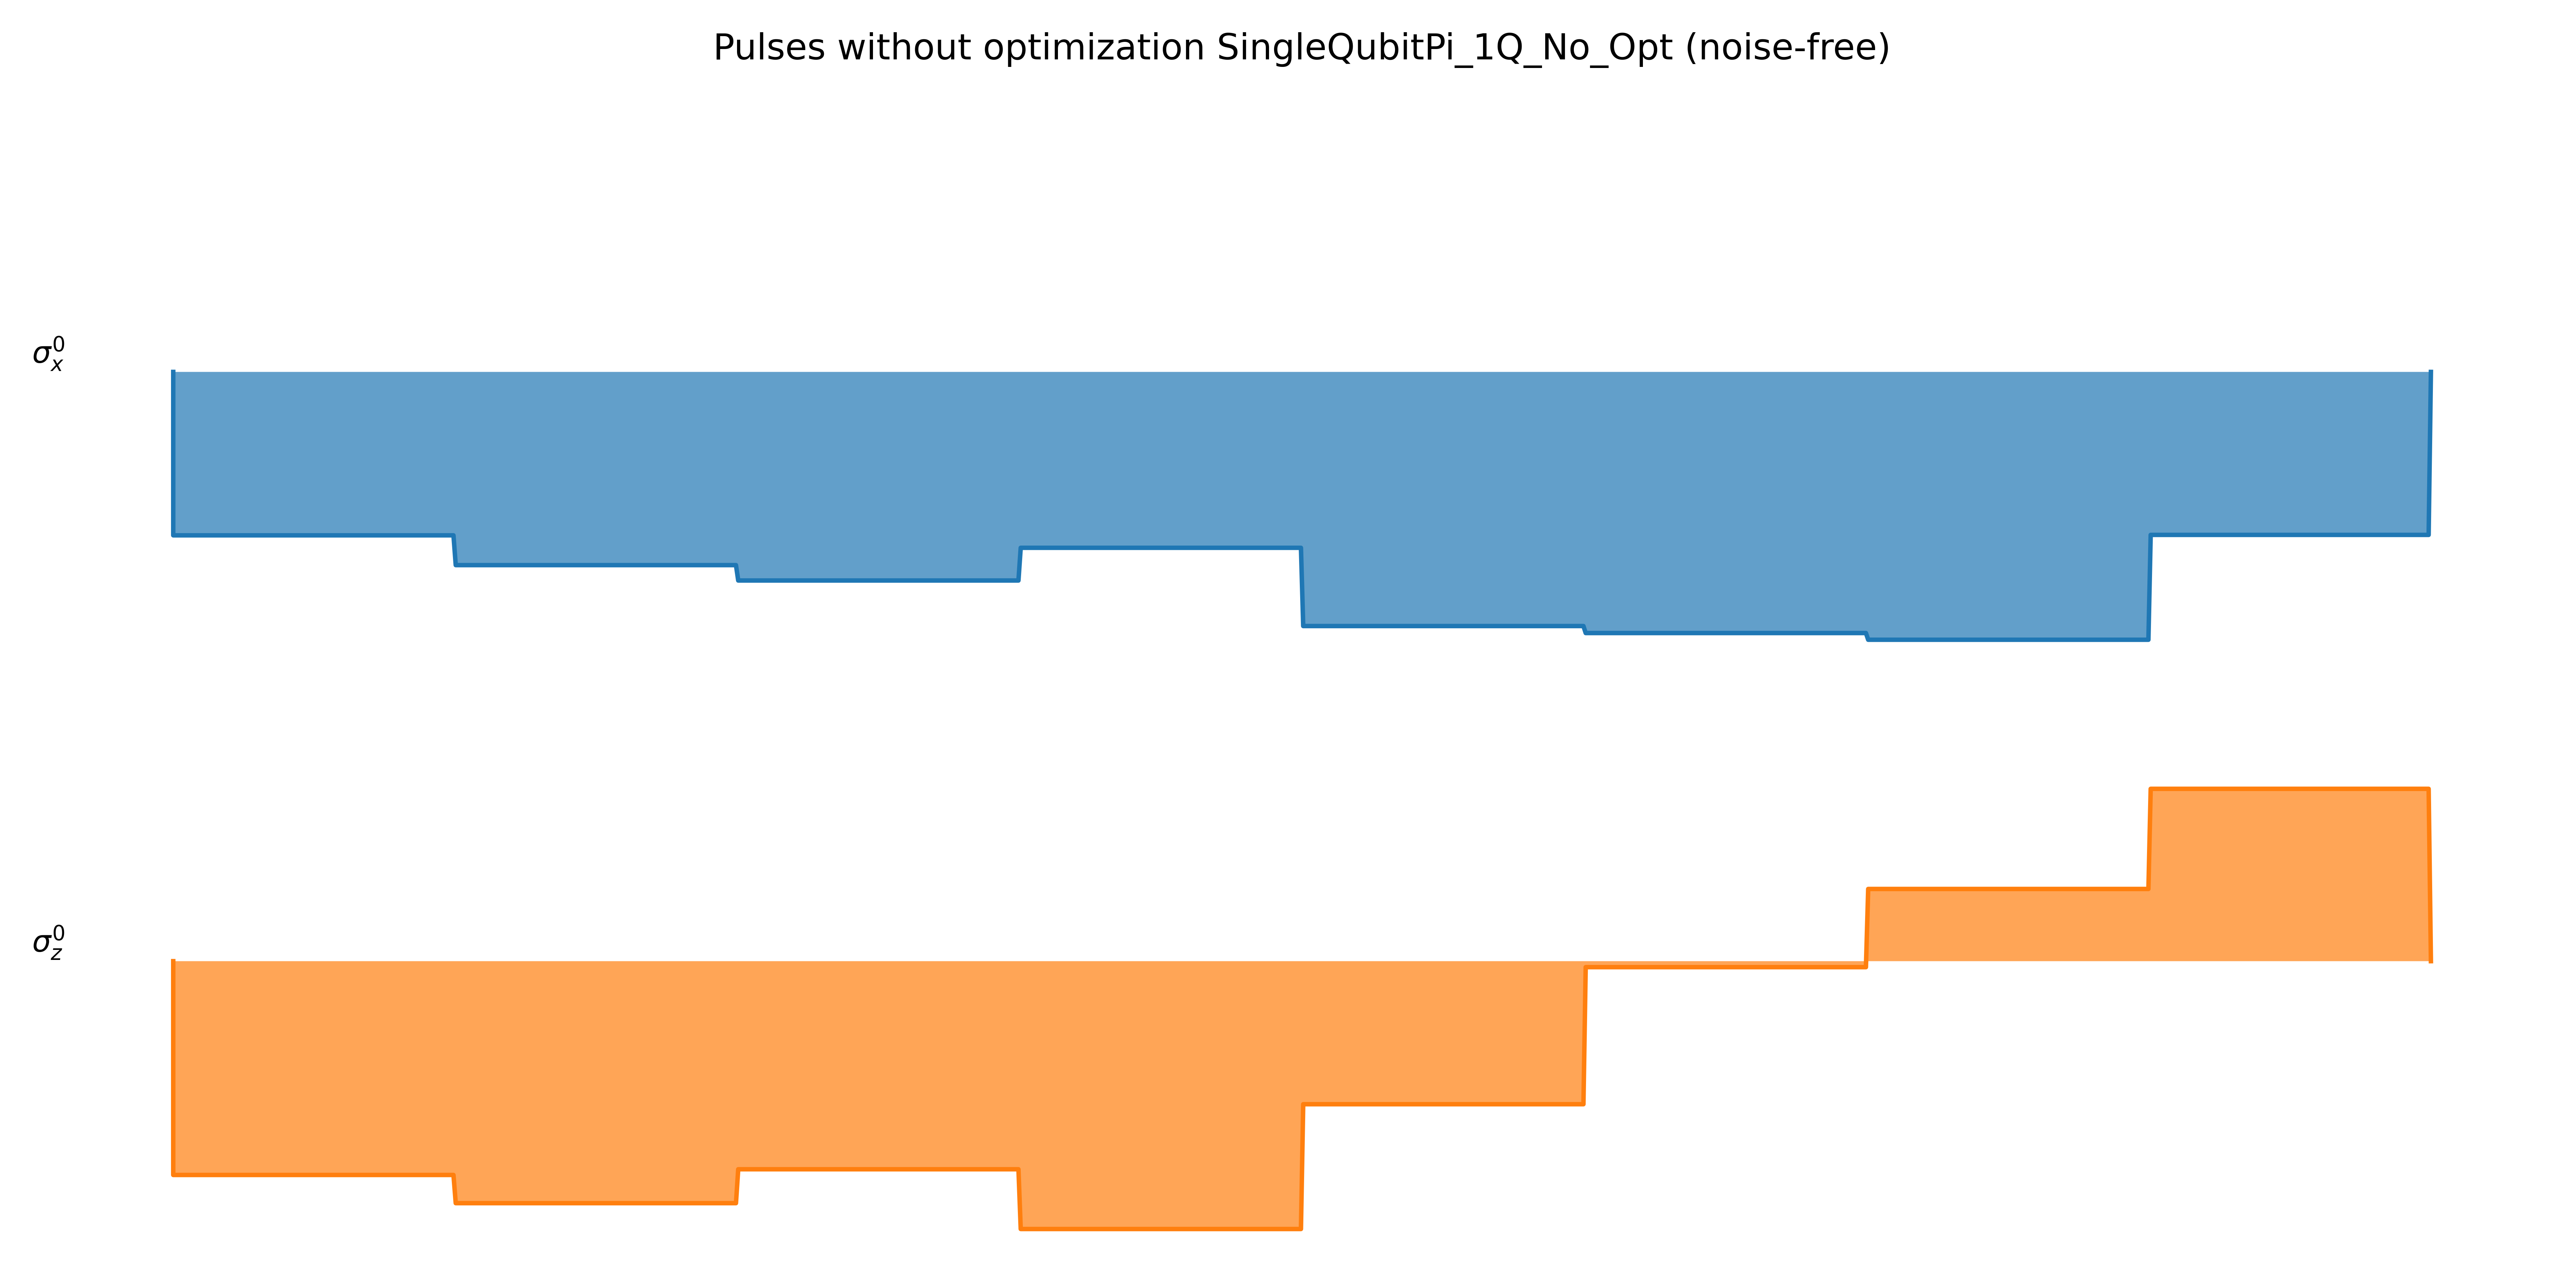 Pulses without optimization SingleQubitPi_1Q_No_Opt (noise-free)
σ_x^0
σ_z^0